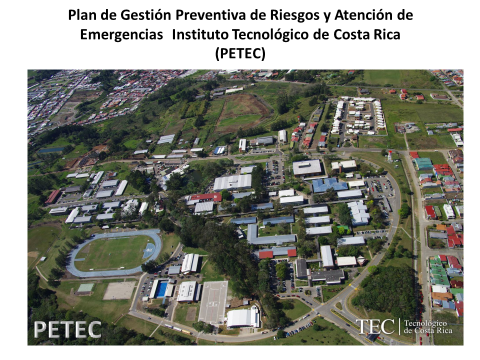 Plan de Gestión Preventiva de Riesgos y Atención de
Emergencias Instituto Tecnológico de Costa Rica
(PETEC)
PETEC
TEC | Tecnológico
de Costa Rica